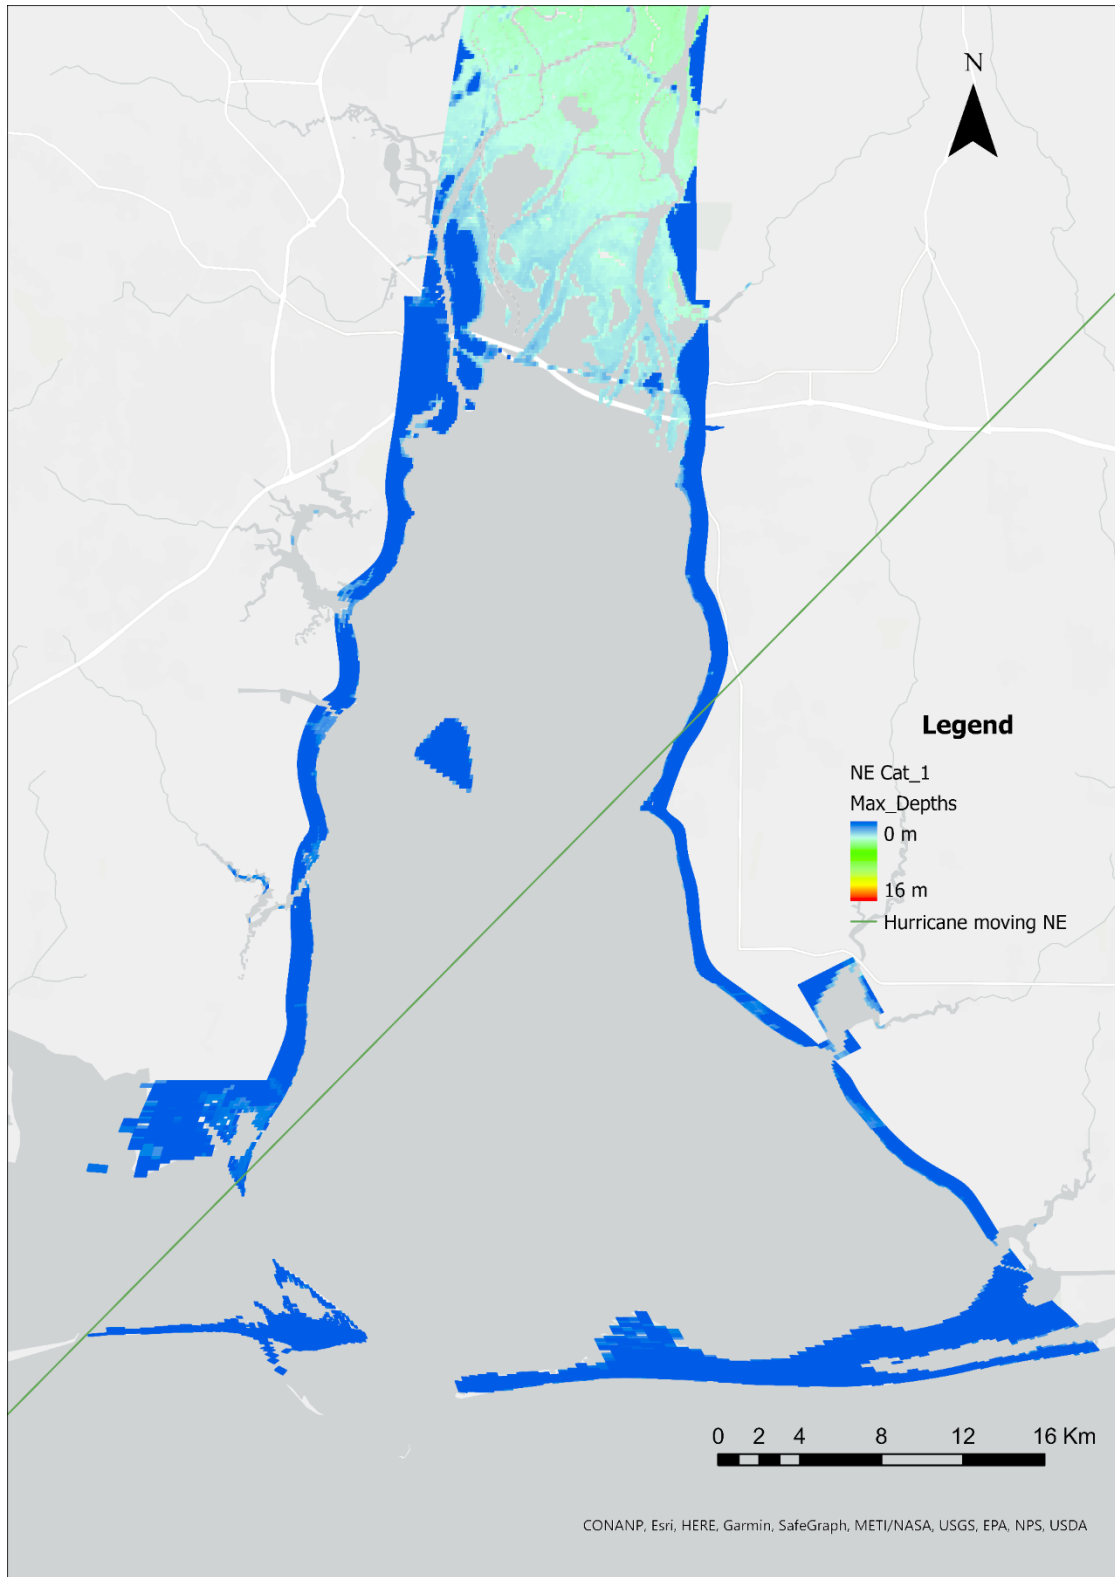 N
Legend
NE Cat_1
Max_Depths
0 m
16 m
Hurricane moving NE
0 2 4 8 12 16 Km
CONANP, Esri, HERE, Garmin, SafeGraph, METI/NASA, USGS, EPA, NPS, USDA